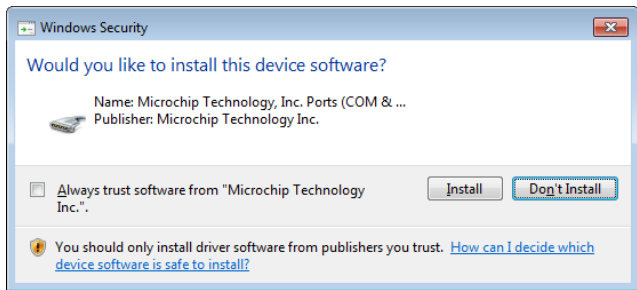 Windows Security
Would you like to install this device software?
Name: Microchip Technology, Inc. Ports (COM & ...
Publisher: Microchip Technology Inc.
Always trust software from "Microchip Technology
Inc.".
Install
Don't Install
You should only install driver software from publishers you trust. How can I decide which
device software is safe to install?